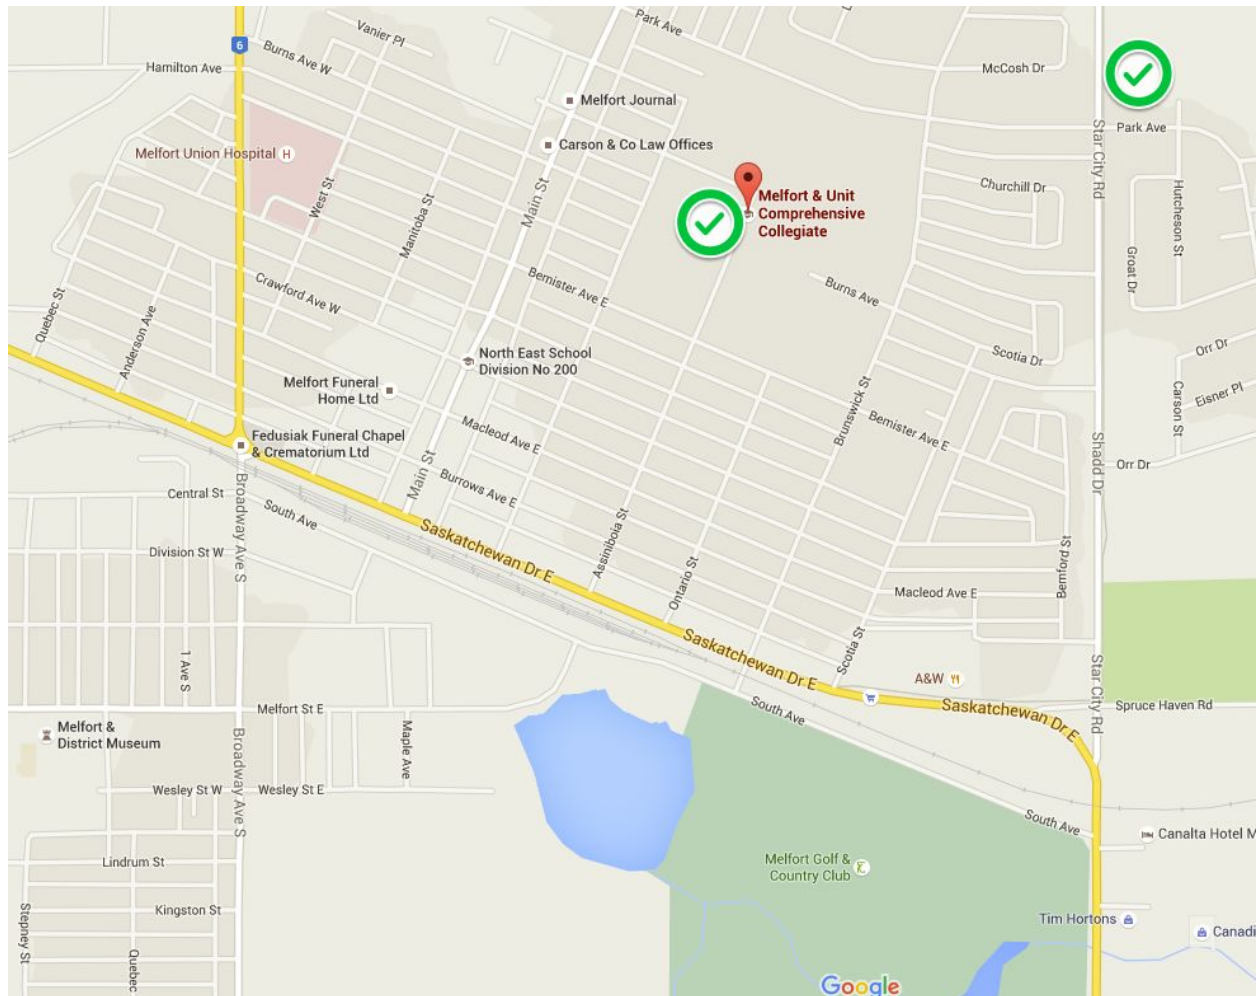 6
Vanier Pl
Park Ave
Burns Ave W
Hamilton Ave
McCosh Dr
Melfort Journal
Star City Rd
Park Ave
Carson & Co Law Offices
Melfort Union Hospital H
West St
Manitoba St
Main St
Melfort & Unit
Comprehensive
Collegiate
Churchill Dr
Hutcheson St
Groat Dr
Crawford Ave W
Bemister Ave E
Burns Ave
Quebec St
Anderson Ave
North East School
Division No 200
Scotia Dr
Orr Dr
Melfort Funeral
Home Ltd
Carson St
Eisner Pl
Brunswick St
Bemister Ave E
Macleod Ave E
Fedusiak Funeral Chapel
& Crematorium Ltd
Main St
Burrows Ave E
Shadd Dr
Orr Dr
Central St
South Ave
Broadway Ave S
Saskatchewan Dr E
Assiniboia St
Division St W
Ontario St
Bemford St
Macleod Ave E
Saskatchewan Dr E
Scotia St
1 Ave S
A&W
Star City Rd
Melfort St E
South Ave
Saskatchewan Dr E
Spruce Haven Rd
Melfort &
District Museum
Broadway Ave S
Maple Ave
Wesley St W
Wesley St E
South Ave
Canalta Hotel M
Lindrum St
Melfort Golf &
Country Club
Kingston St
Stepney St
Quebec
Tim Hortons
Canadi
Google